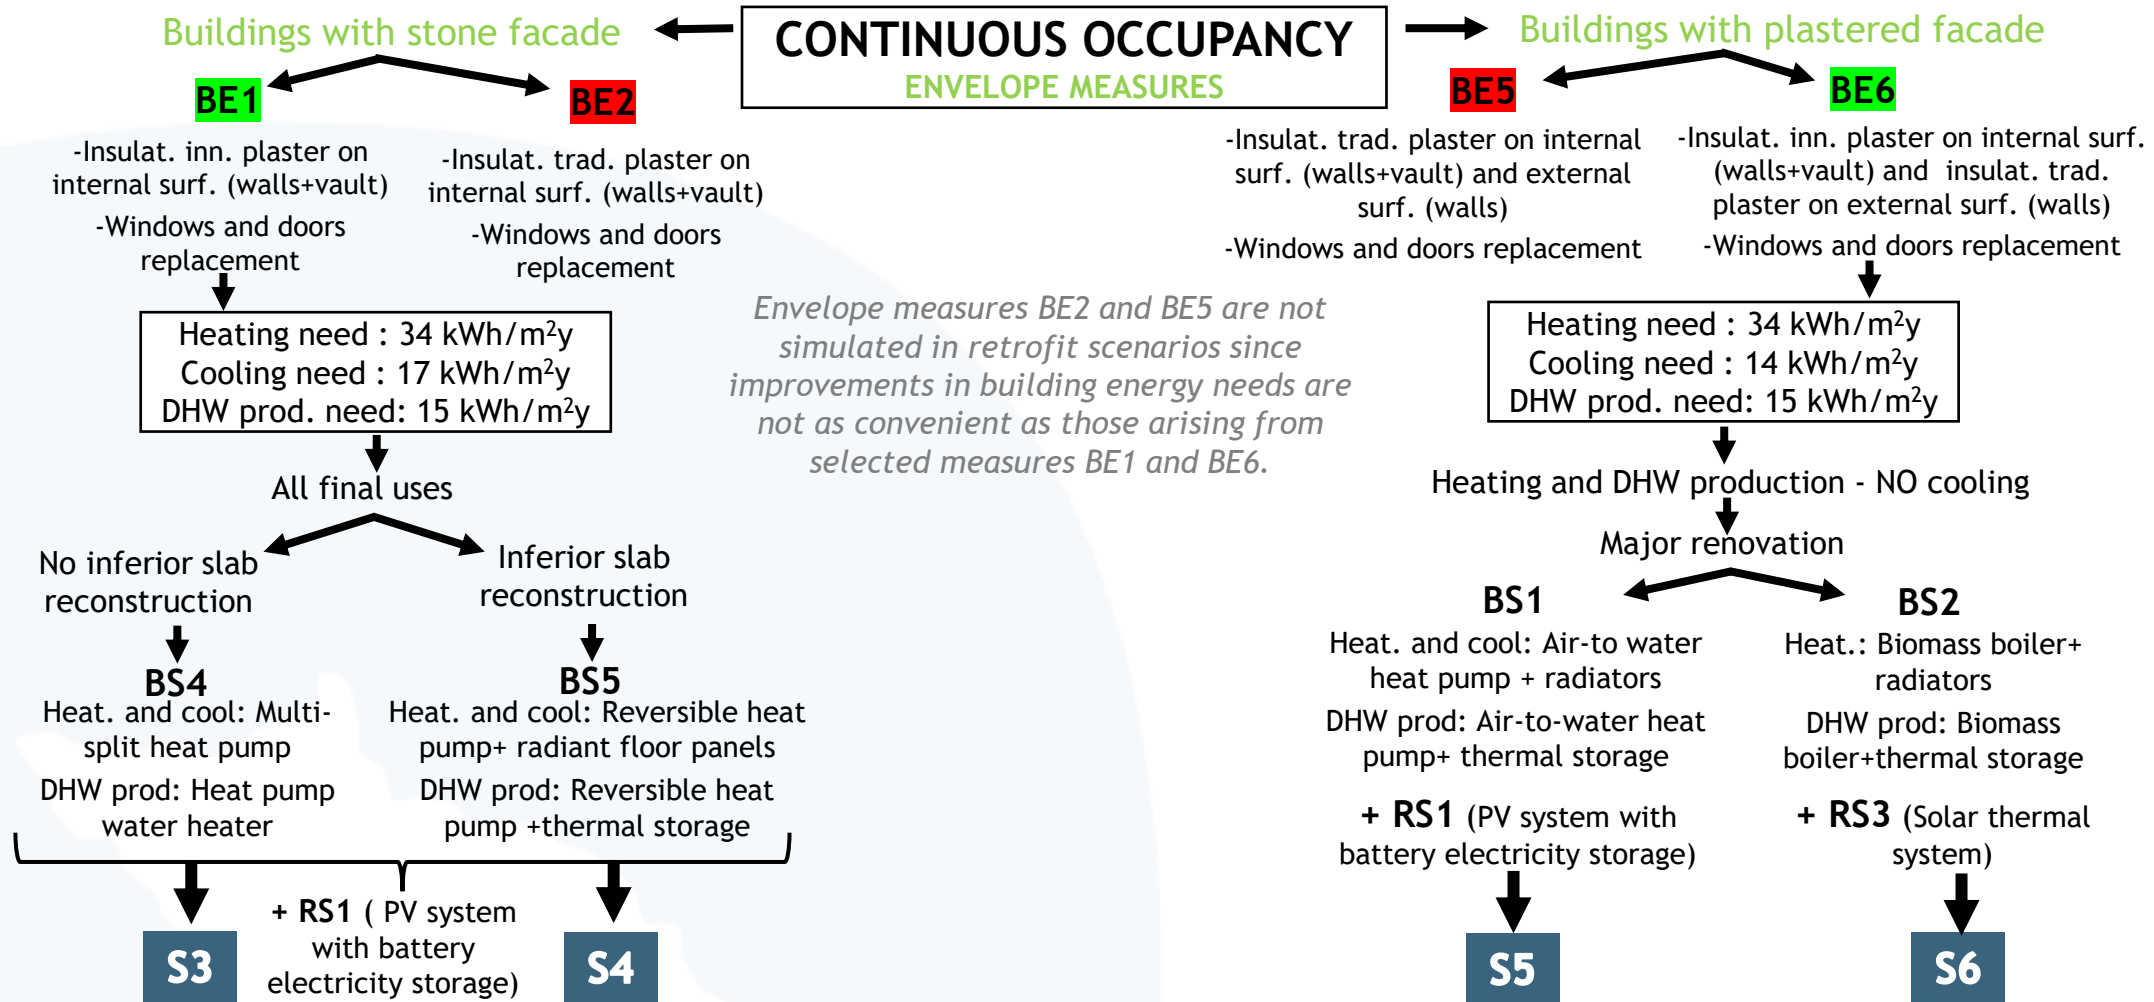 CONTINUOUS OCCUPANCY
ENVELOPE MEASURES
Buildings with stone facade
BE1
-Insulat. inn. plaster on
internal surf. (walls+vault)
-Windows and doors
replacement
BE2
-Insulat. trad. plaster on
internal surf. (walls+vault)
-Windows and doors
replacement
Heating need : 34 kWh/m²y
Cooling need : 17 kWh/m²y
DHW prod. need: 15 kWh/m²y
All final uses
No inferior slab
reconstruction
BS4
Heat. and cool: Multi-
split heat pump
DHW prod: Heat pump
water heater
Inferior slab
reconstruction
BS5
Heat. and cool: Reversible heat
pump+ radiant floor panels
DHW prod: Reversible heat
pump +thermal storage
+ RS1 ( PV system
with battery
electricity storage)
S3
S4
Envelope measures BE2 and BE5 are not
simulated in retrofit scenarios since
improvements in building energy needs are
not as convenient as those arising from
selected measures BE1 and BE6.
Buildings with plastered facade
BE5
-Insulat. trad. plaster on internal
surf. (walls+vault) and external
surf. (walls)
-Windows and doors replacement
BE6
-Insulat. inn. plaster on internal surf.
(walls+vault) and insulat. trad.
plaster on external surf. (walls)
-Windows and doors replacement
Heating need : 34 kWh/m²y
Cooling need : 14 kWh/m²y
DHW prod. need: 15 kWh/m²y
Heating and DHW production - NO cooling
Major renovation
BS1
Heat. and cool: Air-to water
heat pump + radiators
DHW prod: Air-to-water heat
pump+ thermal storage
+ RS1 (PV system with
battery electricity storage)
S5
BS2
Heat.: Biomass boiler+
radiators
DHW prod: Biomass
boiler+thermal storage
+ RS3 (Solar thermal
system)
S6